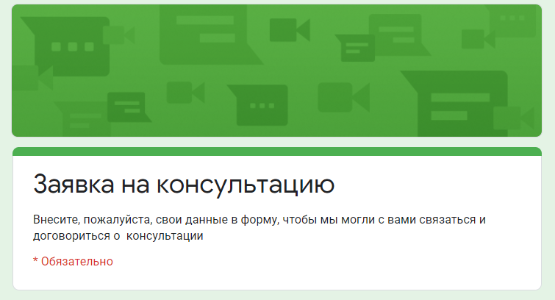 Заявка на консультацию
Внесите, пожалуйста, свои данные в форму, чтобы мы могли с вами связаться и
договориться о консультации
* Обязательно